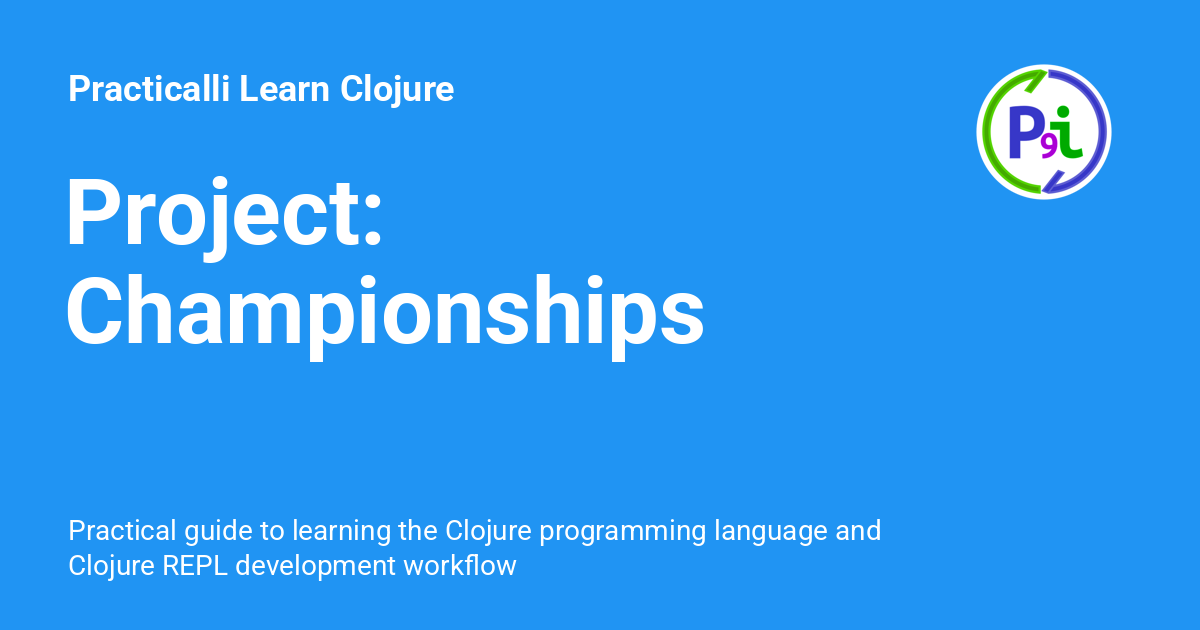 Practicalli Learn Clojure
P9i
Project:
Championships
Practical guide to learning the Clojure programming language and
Clojure REPL development workflow